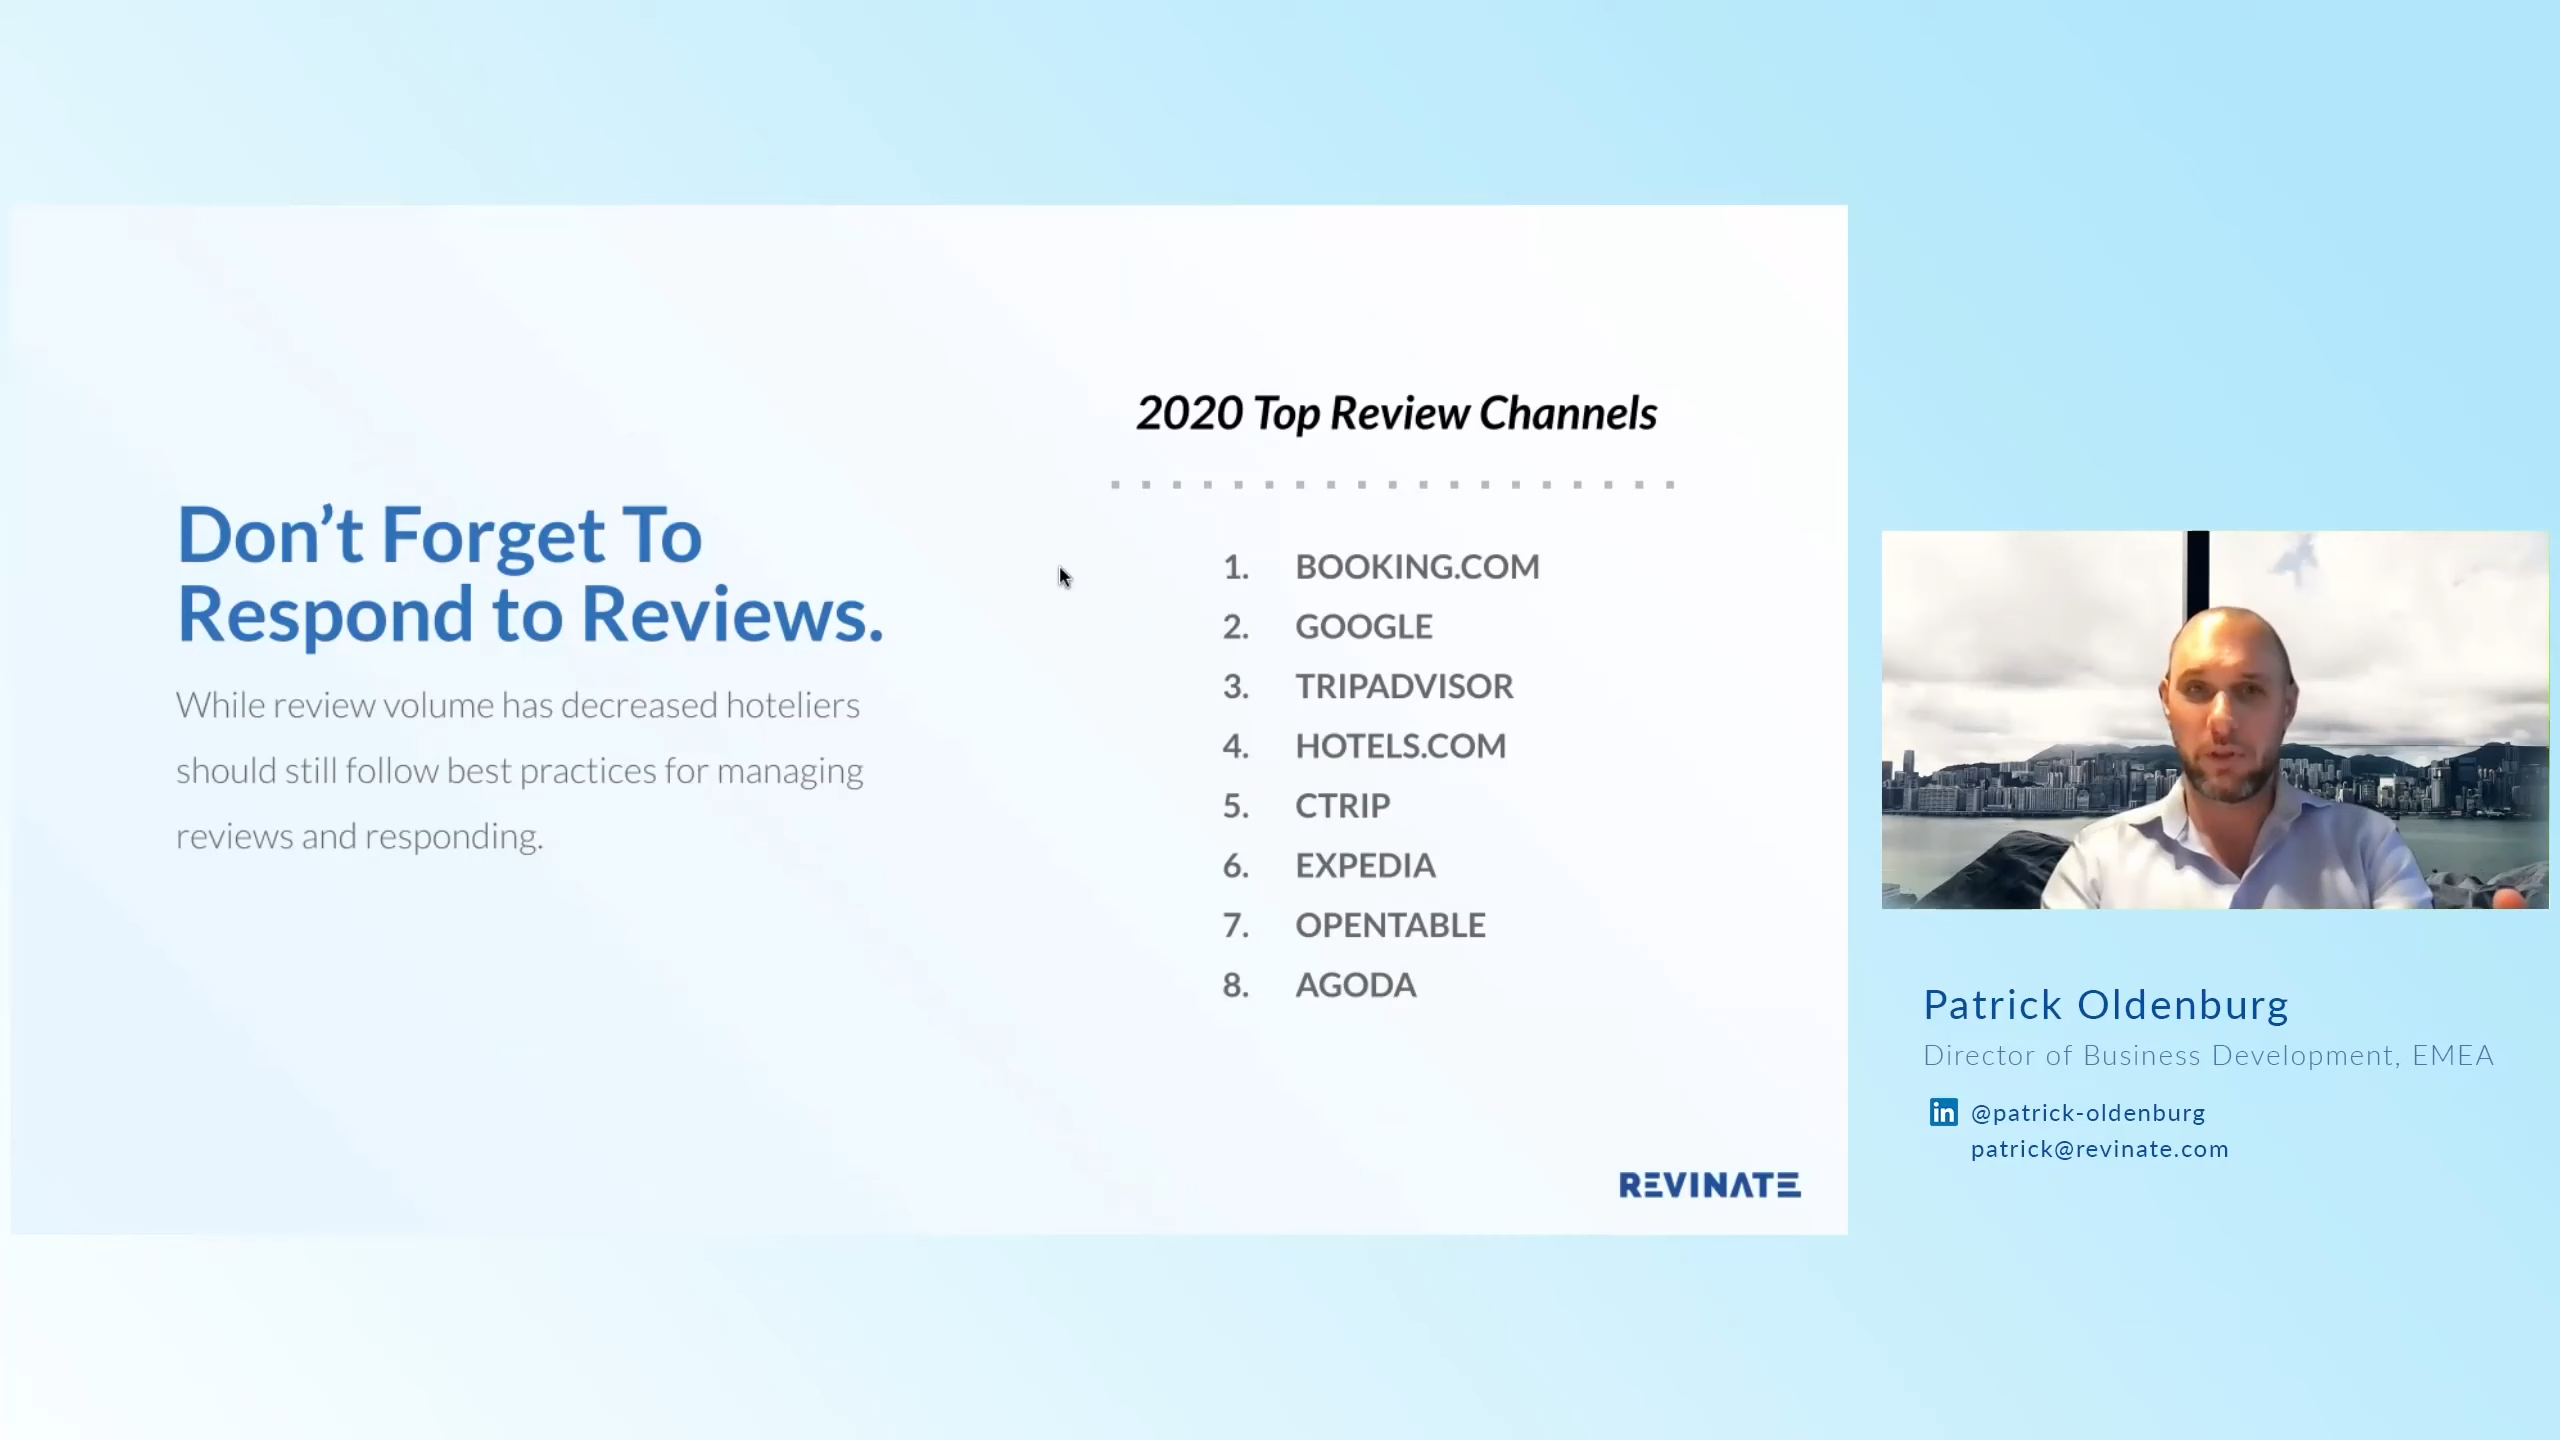 Don’t Forget To
Respond to Reviews.
While review volume has decreased hoteliers
should still follow best practices for managing
reviews and responding.
2020 Top Review Channels
1. BOOKING.COM
2. GOOGLE
3. TRIPADVISOR
4. HOTELS.COM
5. CTRIP
6. EXPEDIA
7. OPENTABLE
8. AGODA
REVINATE
Patrick Oldenburg
Director of Business Development, EMEA
in @patrick-oldenburg
patrick@revinate.com